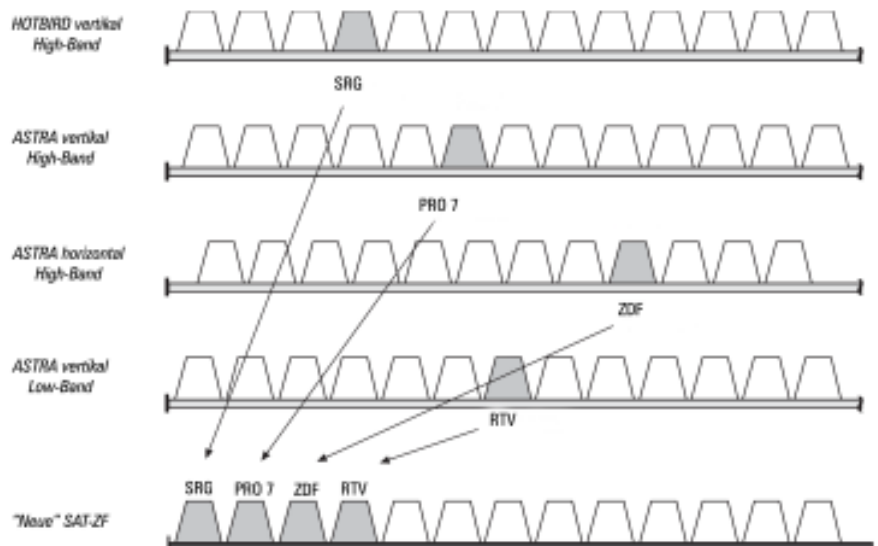 HOTBIRD vertikal
High-Band
SRG
ASTRA vertikal
High-Band
PRO 7
ASTRA horizontal
High-Band
ZDF
ASTRA vertikal
Low-Band
RTV
SRG PRO 7 ZDF RTV
"Neue" SAT-ZF